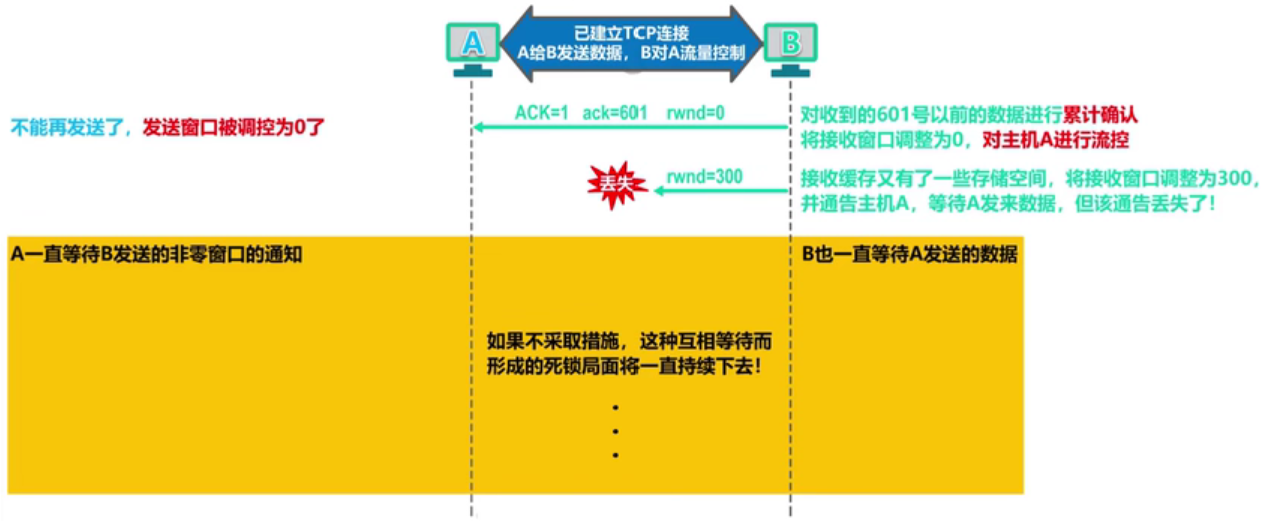 已建立TCP连接
A
A给B发送数据，B对A流量控制
B
ACK=1 ack=601 rwnd=0
对收到的601号以前的数据进行累计确认
不能再发送了，发送窗口被调控为0了
将接收窗口调整为0，对主机A进行流控
丢失
rwnd=300
接收缓存又有了一些存储空间，将接收窗口调整为300，
并通告主机A，等待A发来数据，但该通告丢失了！
A一直等待B发送的非零窗口的通知
B也一直等待A发送的数据
如果不采取措施，这种互相等待而
形成的死锁局面将一直持续下去！